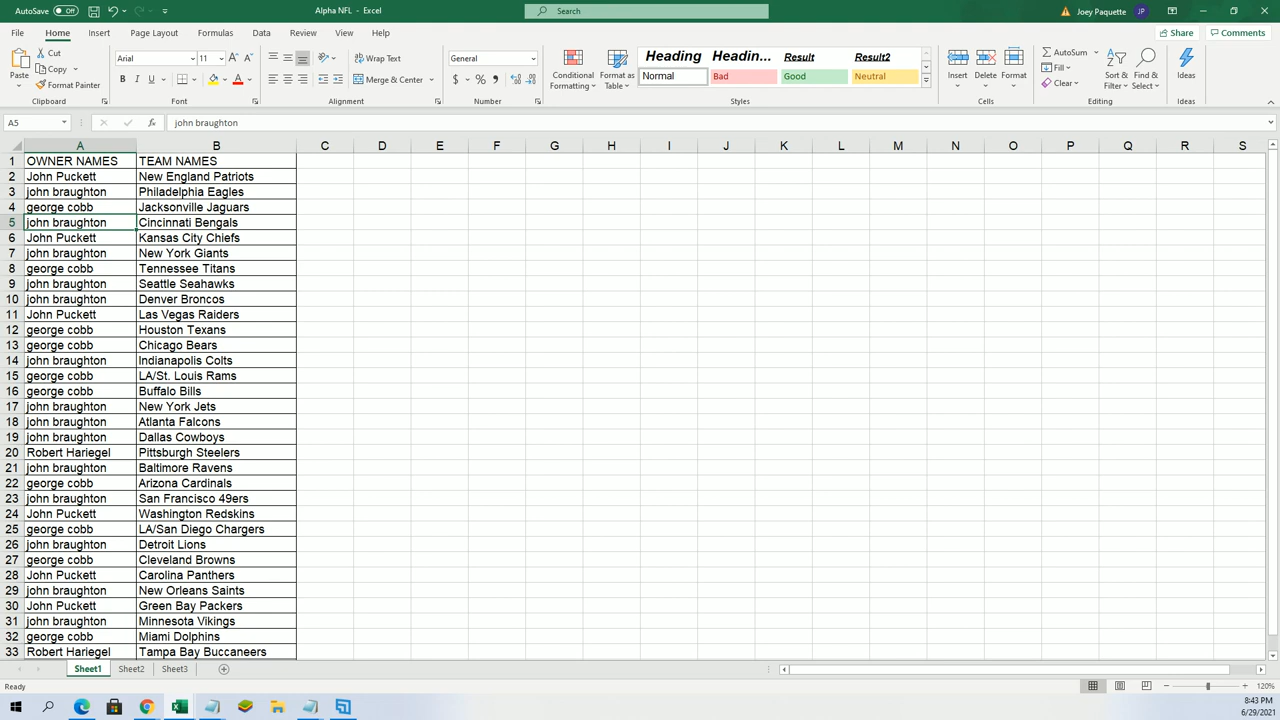 AutoSave Off Alpha NFL - Excel Search Joey Paquette JP
File Home Insert Page Layout Formulas Data Review View Help Share Comments
Paste Cut Copy Format Painter Clipboard
Arial 11 A A B I U A Font
ab Wrap Text Merge & Center Alignment
General $ % , Number
Conditional Formatting Format as Table
Heading Headin... Result Result2
Normal Bad Good Neutral
Styles
Insert Delete Format Cells
AutoSum Fill Clear Sort & Filter Find & Select Editing
Ideas Ideas
A5 fx john braughton
A B C D E F G H I J K L M N O P Q R S
1 OWNER NAMES TEAM NAMES
2 John Puckett New England Patriots
3 john braughton Philadelphia Eagles
4 george cobb Jacksonville Jaguars
5 john braughton Cincinnati Bengals
6 John Puckett Kansas City Chiefs
7 john braughton New York Giants
8 george cobb Tennessee Titans
9 john braughton Seattle Seahawks
10 john braughton Denver Broncos
11 John Puckett Las Vegas Raiders
12 george cobb Houston Texans
13 george cobb Chicago Bears
14 john braughton Indianapolis Colts
15 george cobb LA/St. Louis Rams
16 george cobb Buffalo Bills
17 john braughton New York Jets
18 john braughton Atlanta Falcons
19 john braughton Dallas Cowboys
20 Robert Hariegel Pittsburgh Steelers
21 john braughton Baltimore Ravens
22 george cobb Arizona Cardinals
23 john braughton San Francisco 49ers
24 John Puckett Washington Redskins
25 george cobb LA/San Diego Chargers
26 john braughton Detroit Lions
27 george cobb Cleveland Browns
28 John Puckett Carolina Panthers
29 john braughton New Orleans Saints
30 John Puckett Green Bay Packers
31 john braughton Minnesota Vikings
32 george cobb Miami Dolphins
33 Robert Hariegel Tampa Bay Buccaneers
Sheet1 Sheet2 Sheet3
Ready 120%
8:43 PM
6/29/2021